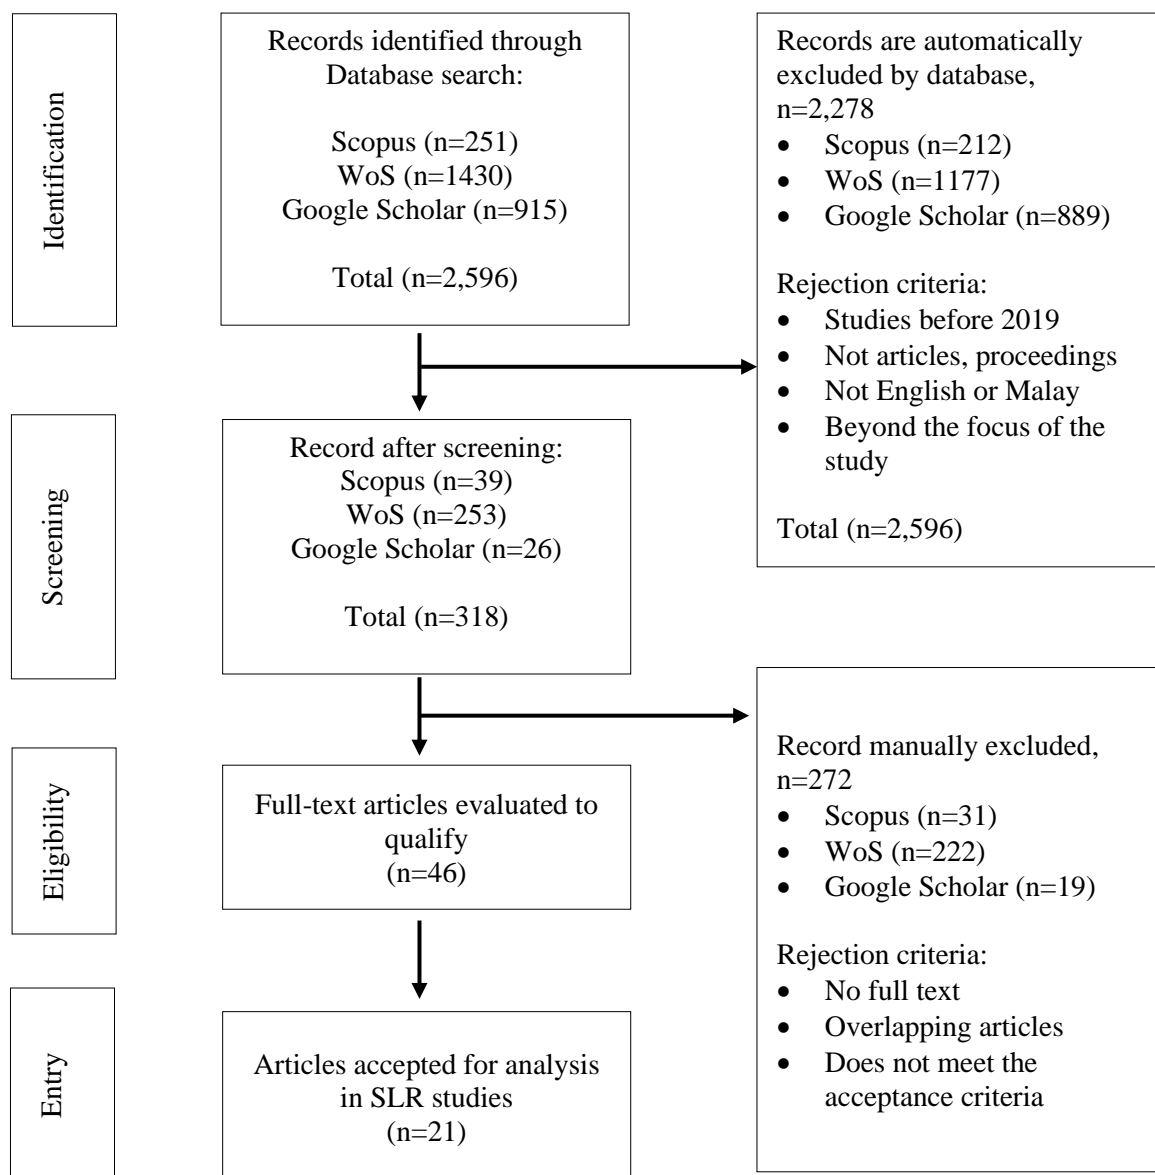 Identification
Records identified through
Database search:
Scopus (n=251)
WoS (n=1430)
Google Scholar (n=915)
Total (n=2,596)
Records are automatically
excluded by database,
n=2,278
• Scopus (n=212)
• WoS (n=1177)
• Google Scholar (n=889)
Rejection criteria:
• Studies before 2019
• Not articles, proceedings
• Not English or Malay
• Beyond the focus of the
study
Total (n=2,596)
Screening
Record after screening:
Scopus (n=39)
WoS (n=253)
Google Scholar (n=26)
Total (n=318)
Eligibility
Full-text articles evaluated to
qualify
(n=46)
Record manually excluded,
n=272
• Scopus (n=31)
• WoS (n=222)
• Google Scholar (n=19)
Rejection criteria:
• No full text
• Overlapping articles
• Does not meet the
acceptance criteria
Entry
Articles accepted for analysis
in SLR studies
(n=21)